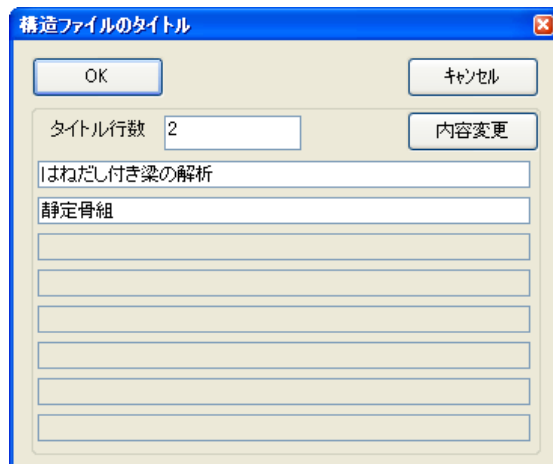 構造ファイルのタイトル
OK
キャンセル
タイトル行数 2
内容変更
はねだし付き梁の解析
静定骨組